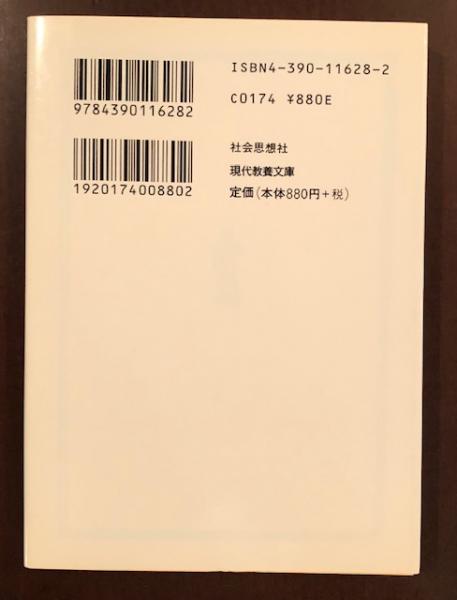 ISBN4-390-11628-2
9784390116282
C0174 ¥880E
社会思想社
現代教養文庫
1920174008802
定価(本体880円+税)